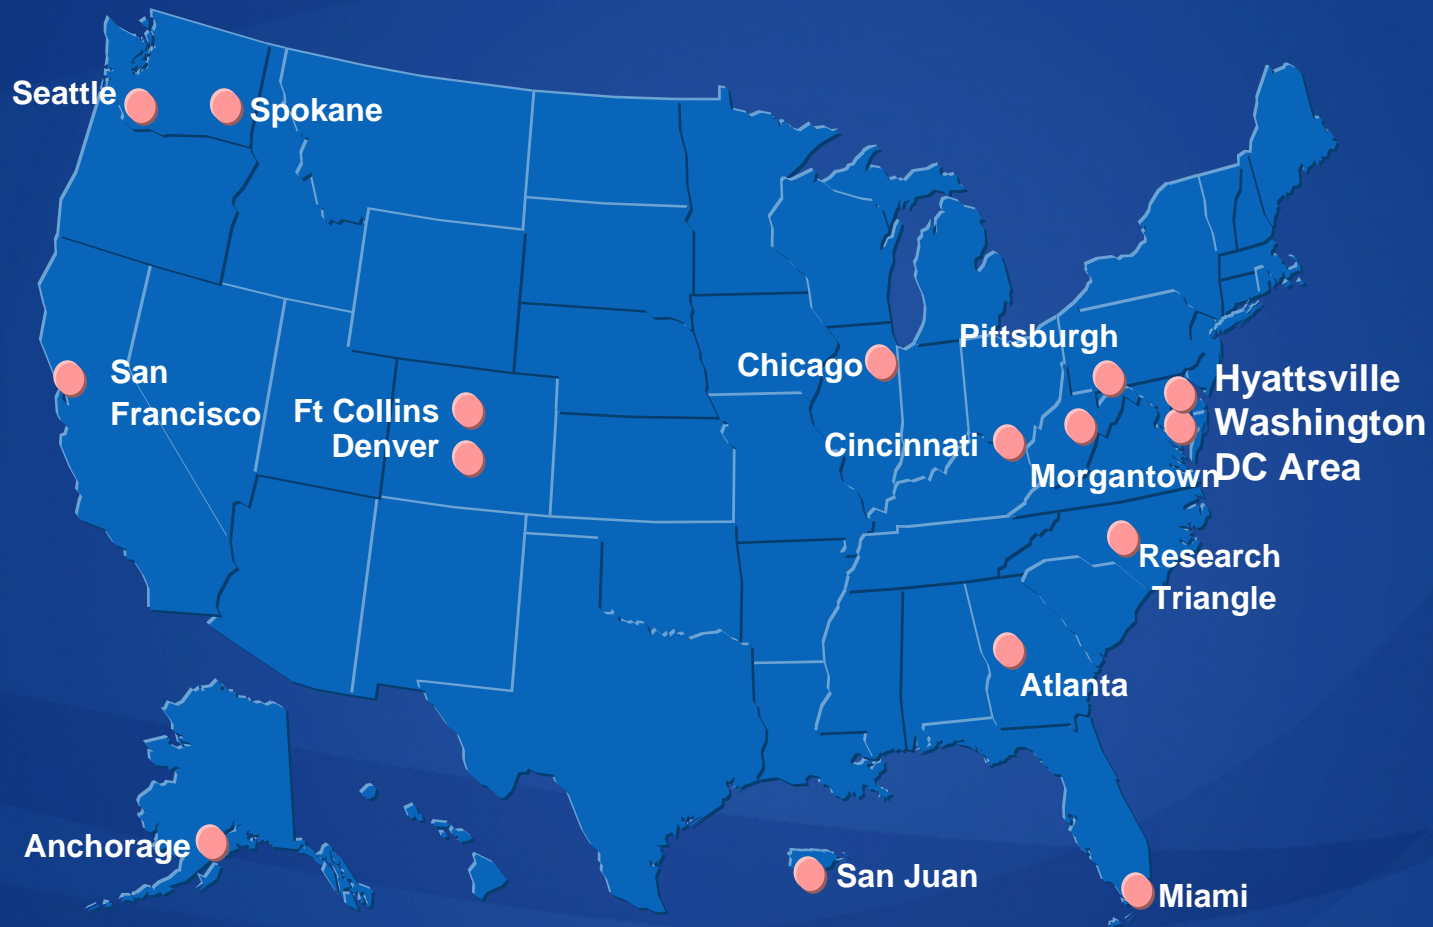 Seattle
Spokane
Pittsburgh
Chicago
San
Francisco
Hyattsville
Washington
DC Area
Ft Collins
Denver
Cincinnati
Morgantown
Research
Triangle
Atlanta
Anchorage
San Juan
Miami